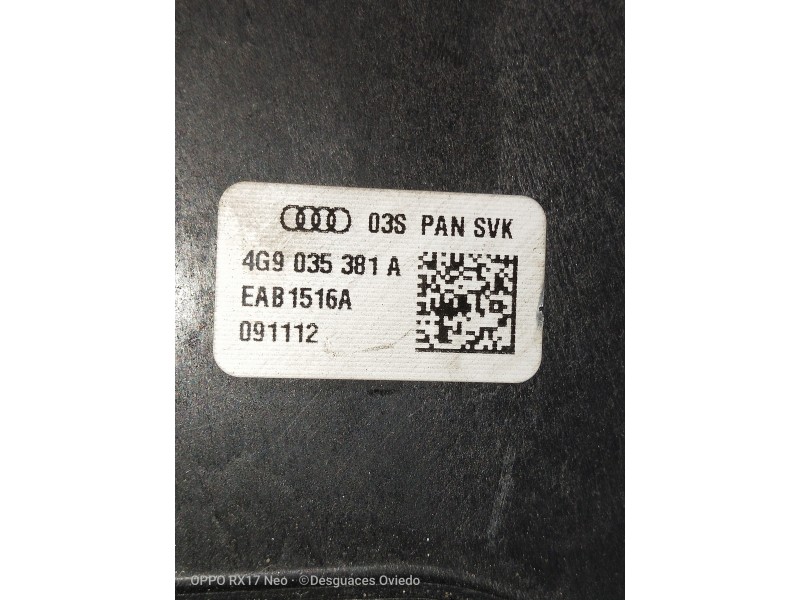 03S PAN SVK
4G9 035 381 A
EAB1516A
091112
OPPO RX17 Neo · ©Desguaces Oviedo